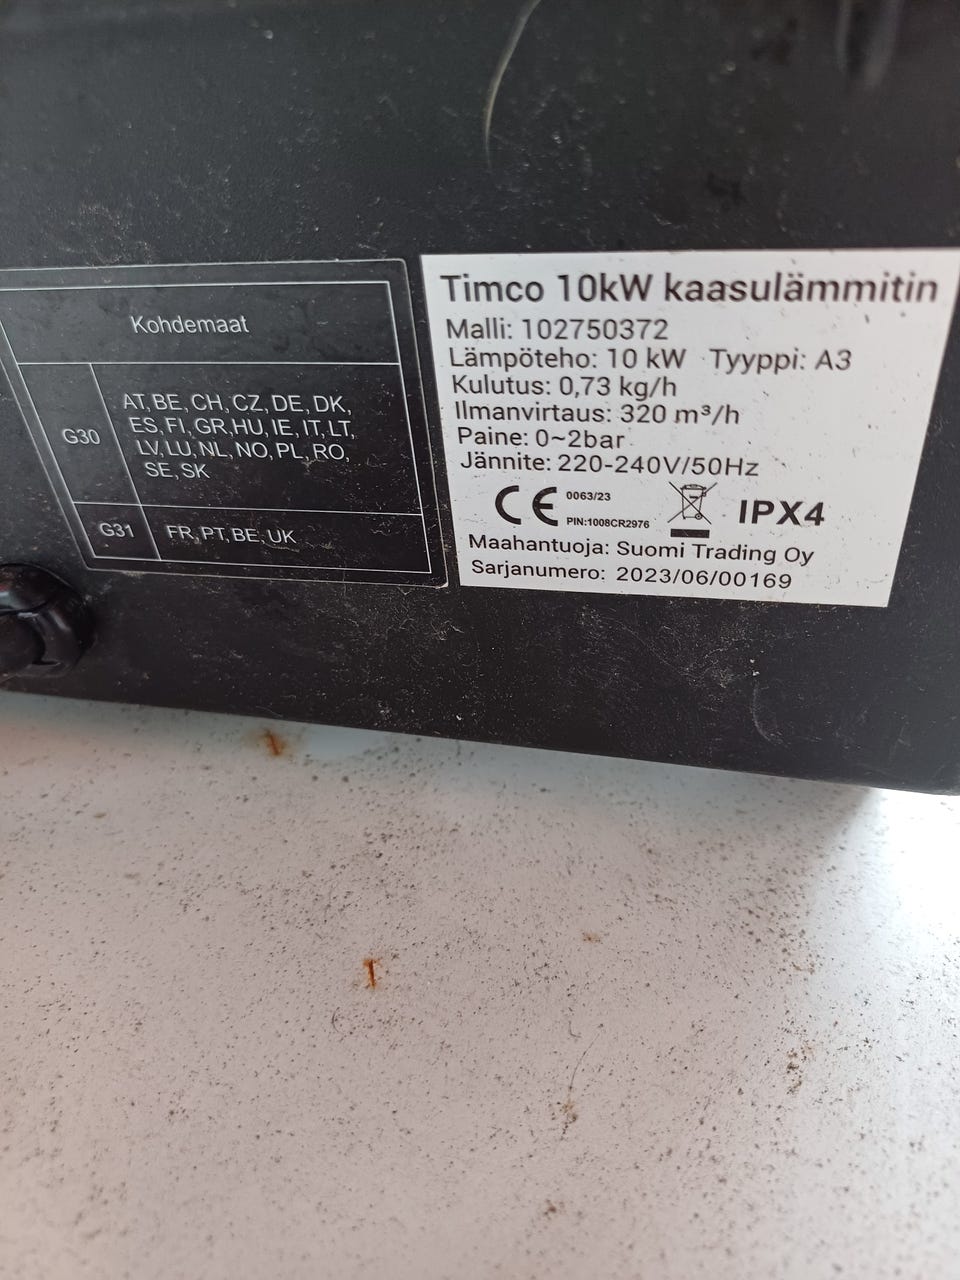 Kohdemaat
G30
AT, BE, CH, CZ, DE, DK,
ES, FI, GR,HU, IE, IT, LT,
LV, LU, NL, NO, PL, RO,
SE, SK
G31
FR, PT, BE, UK
Timco 10kW kaasulämmitin
Malli: 102750372
Lämpöteho: 10 kW Tyyppi: A3
Kulutus: 0,73 kg/h
Ilmanvirtaus: 320 m³/h
Paine: 0~2bar
Jännite: 220-240V/50Hz
CE 0063/23
PIN:1008CR2976
IPX4
Maahantuoja: Suomi Trading Oy
Sarjanumero: 2023/06/00169